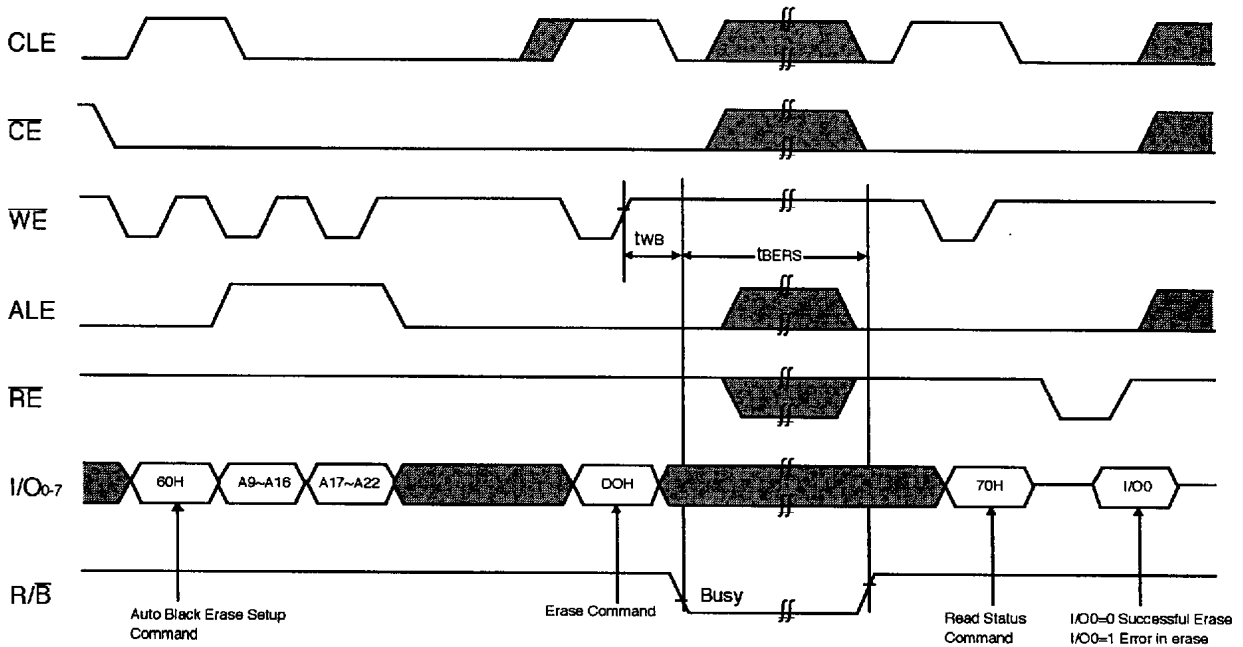 CLE
CE
WE
tWB
tBERS
ALE
RE
I/O0-7
60H
A9~A16
A17~A22
DOH
70H
I/O0
R/B
Busy
Auto Black Erase Setup
Command
Erase Command
Read Status
Command
I/O0=0 Successful Erase
I/O0=1 Error in erase